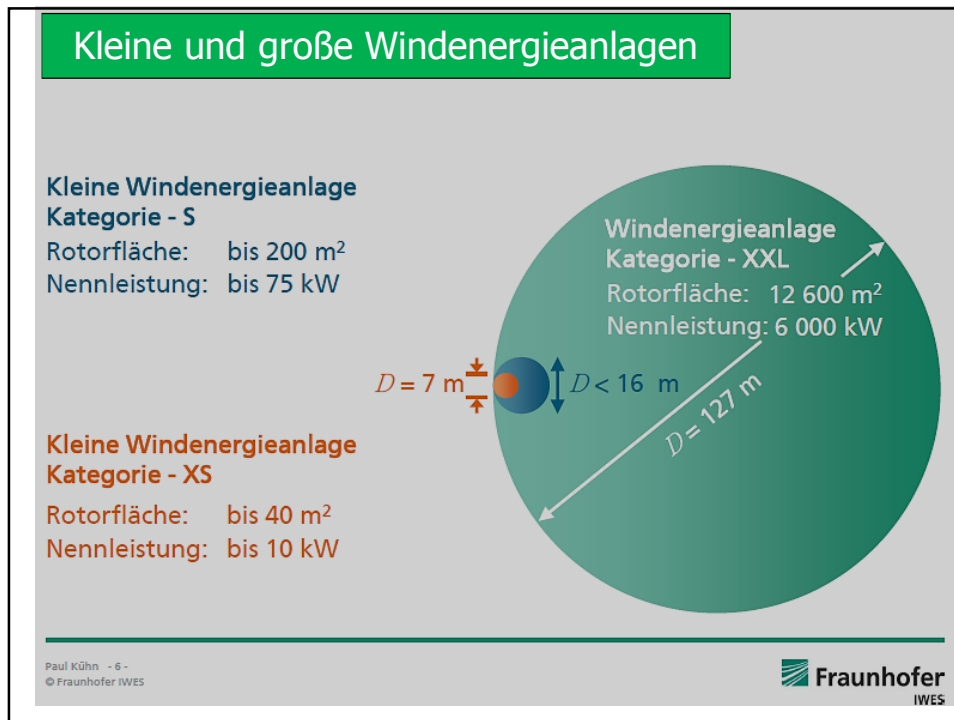 Kleine und große Windenergieanlagen
Kleine Windenergieanlage
Kategorie - S
Rotorfläche: bis 200 m²
Nennleistung: bis 75 kW
Windenergieanlage
Kategorie - XXL
Rotorfläche: 12 600 m²
Nennleistung: 6 000 kW
D = 7 m
D < 16 m
D = 127 m
Kleine Windenergieanlage
Kategorie - XS
Rotorfläche: bis 40 m²
Nennleistung: bis 10 kW
Paul Kühn - 6 -
© Fraunhofer IWES
Fraunhofer
IWES